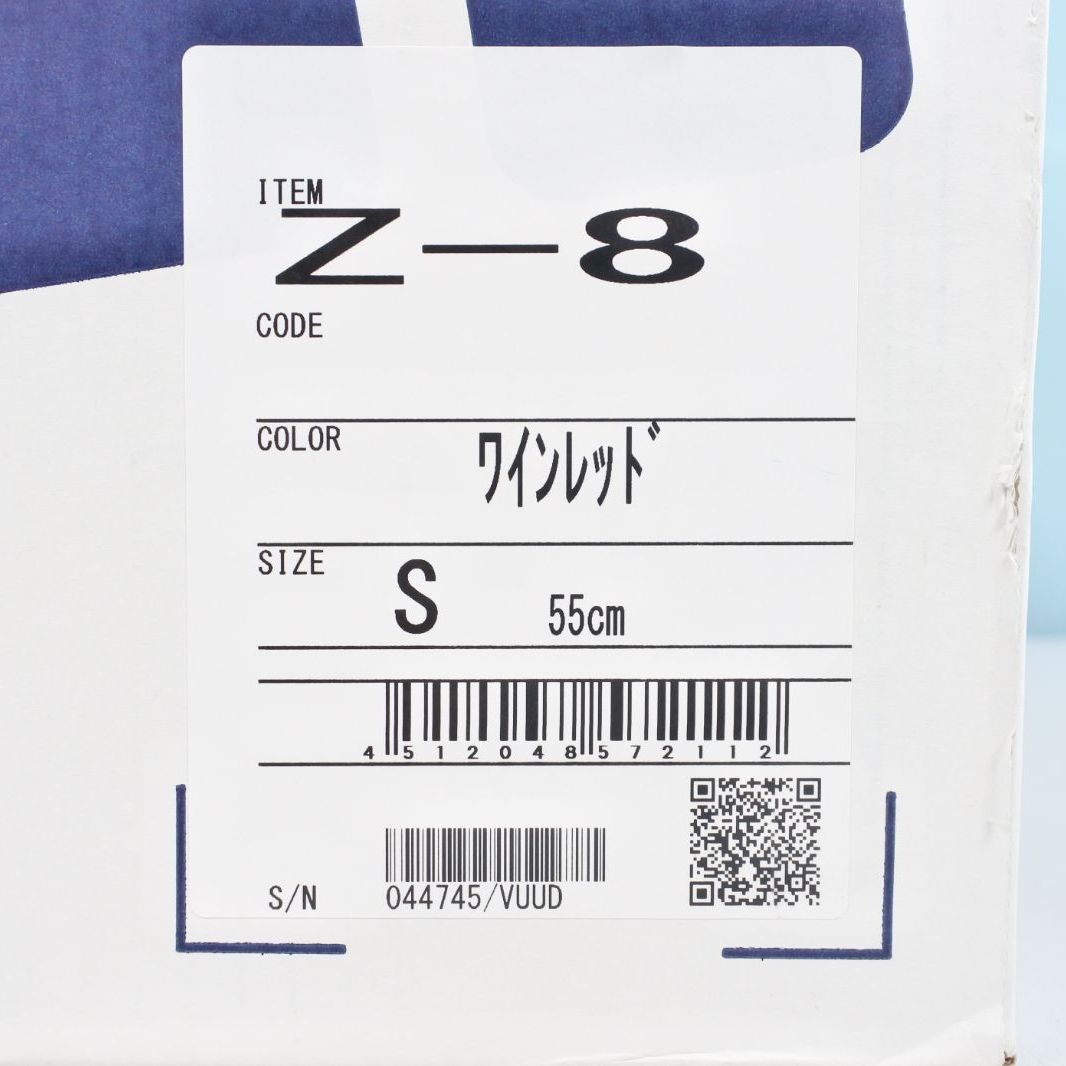 ITEM
Z-8
CODE
COLOR ﾜｲﾝﾚｯﾄﾞ
SIZE S 55cm
4 512048 572112
S/N 044745/VUUD